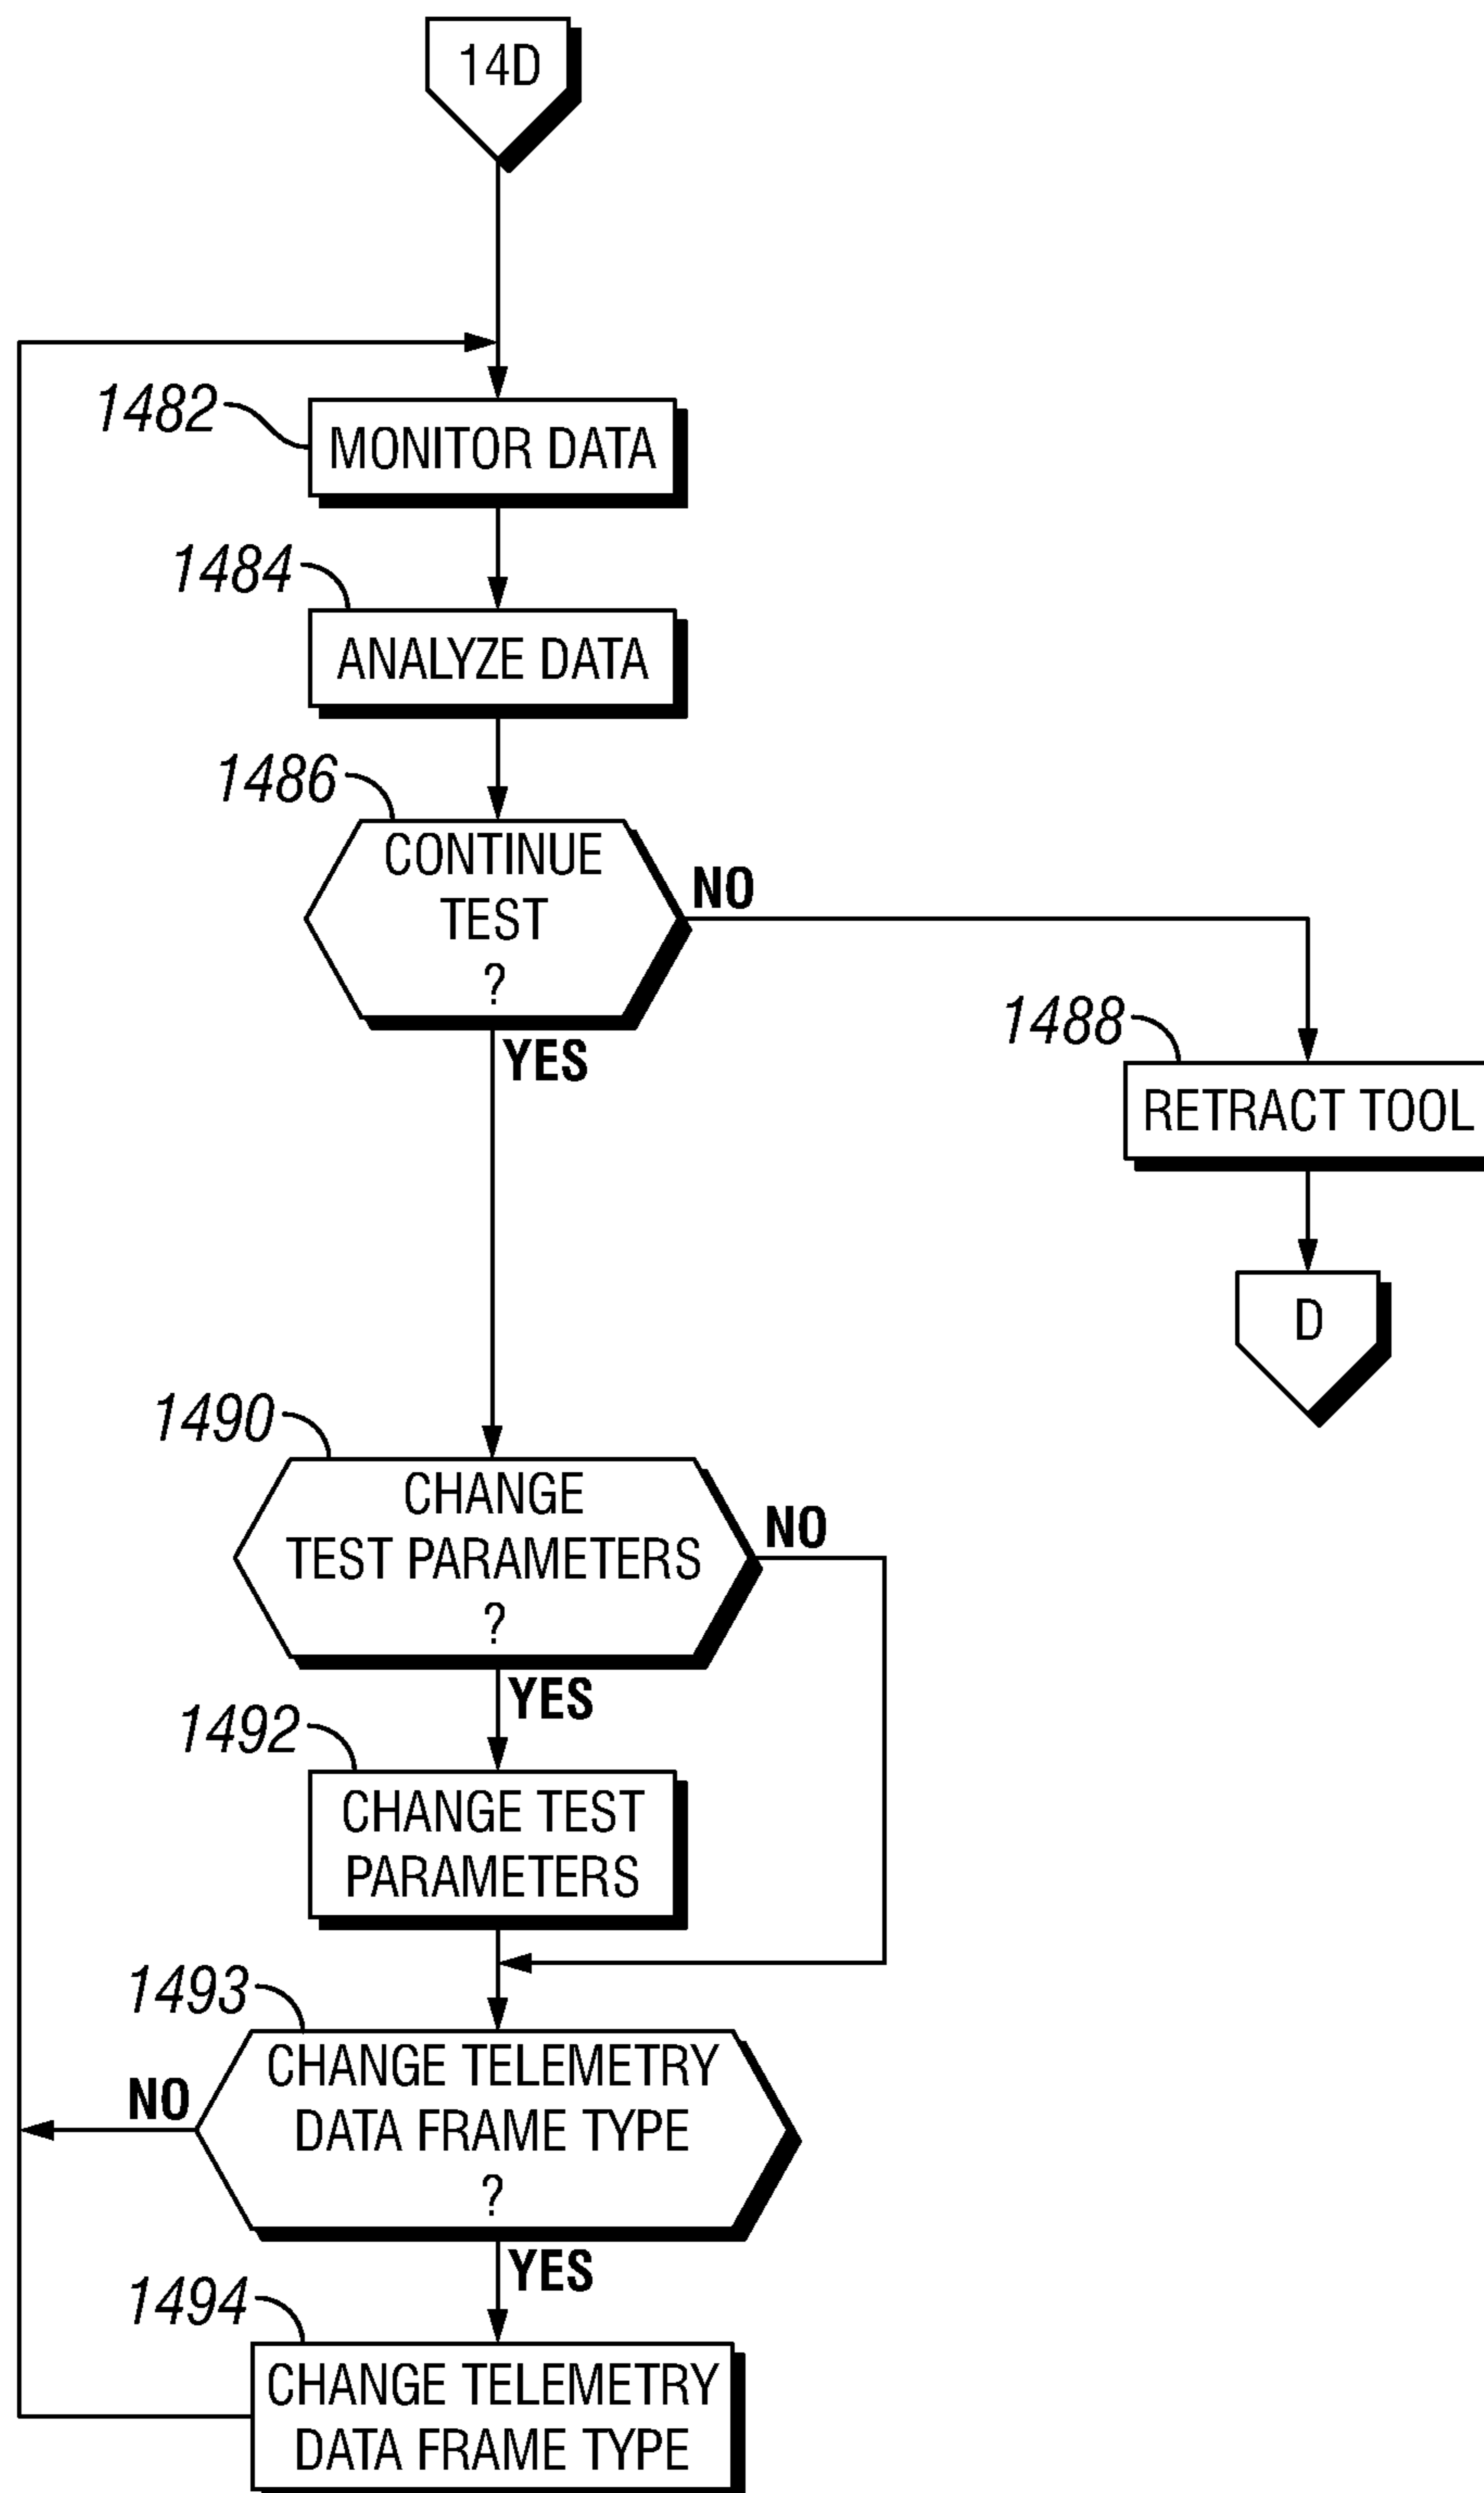 14D
1482
MONITOR DATA
1484
ANALYZE DATA
1486
CONTINUE
TEST
?
NO
YES
1488
RETRACT TOOL
D
1490
CHANGE
TEST PARAMETERS
?
NO
YES
1492
CHANGE TEST
PARAMETERS
1493
CHANGE TELEMETRY
DATA FRAME TYPE
?
NO
YES
1494
CHANGE TELEMETRY
DATA FRAME TYPE